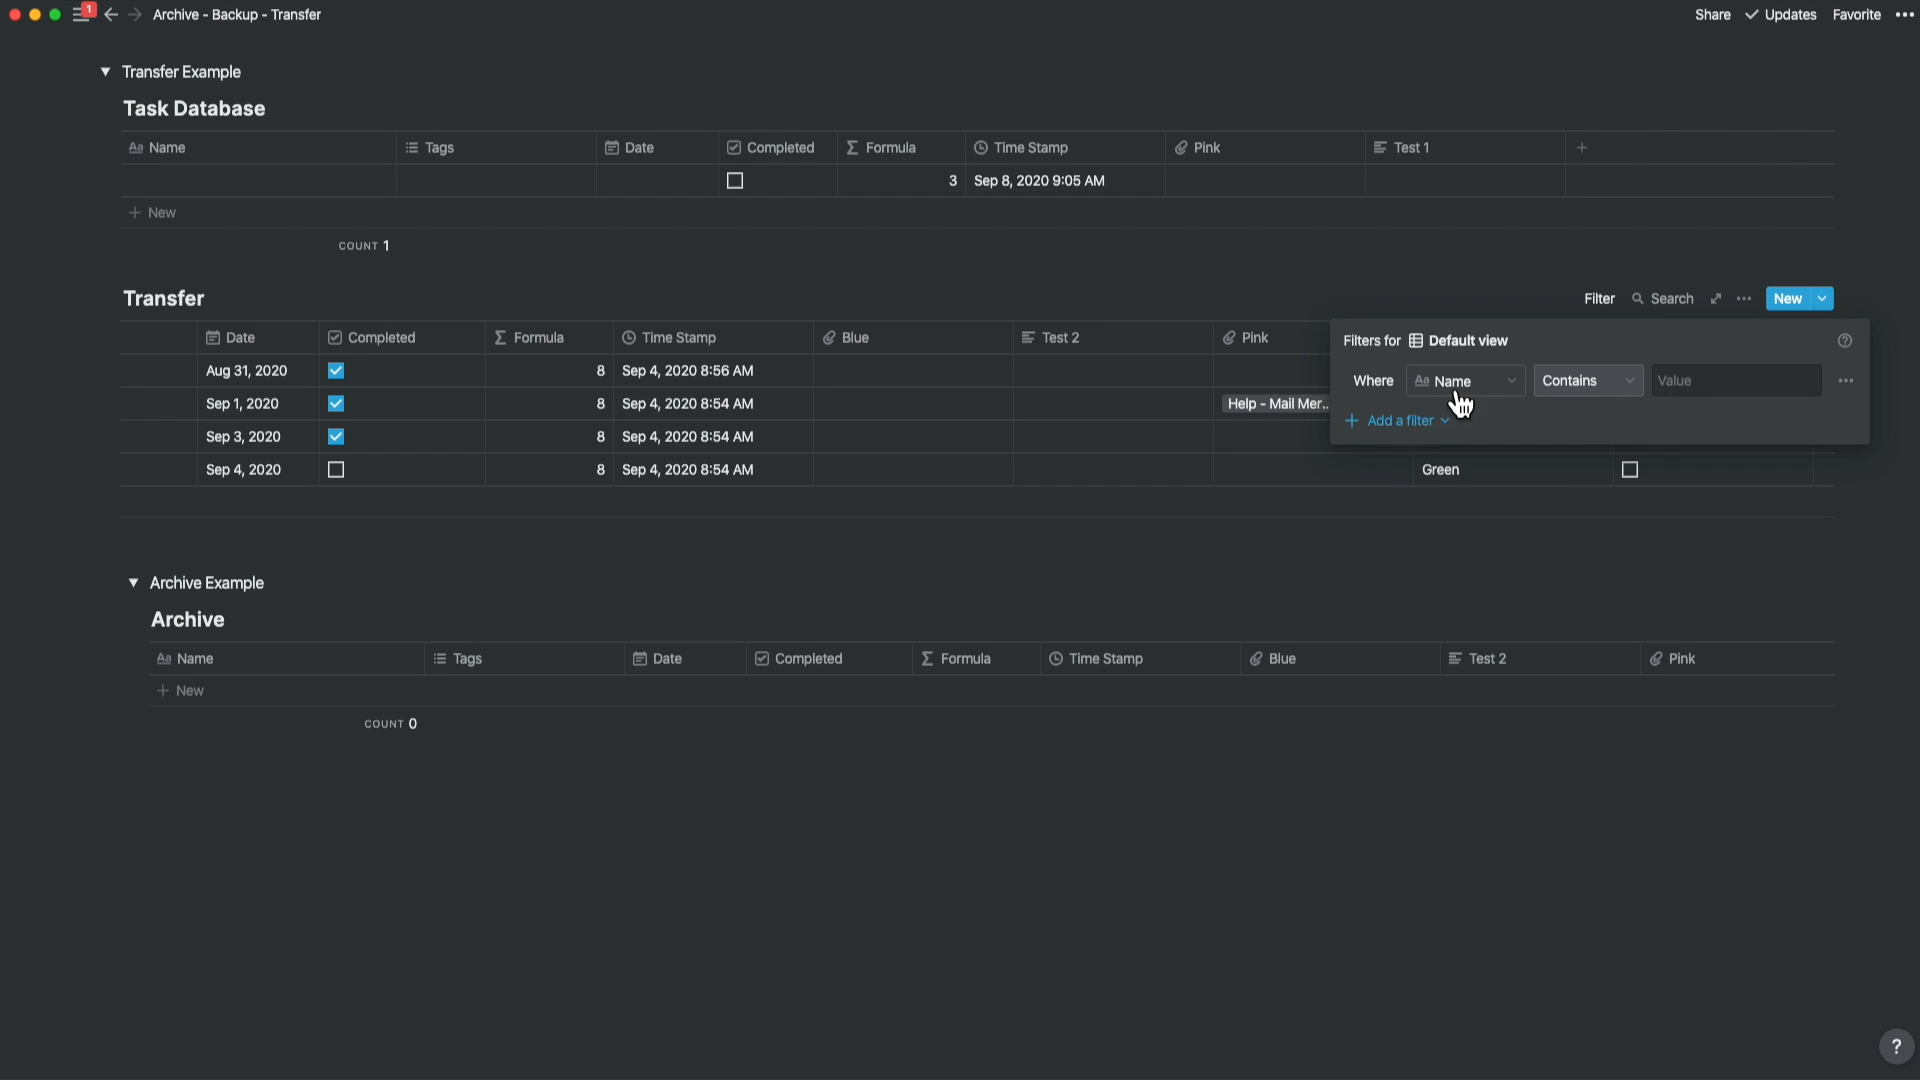 1
Archive - Backup - Transfer
Share Updates Favorite
Transfer Example
Task Database
Aa Name Tags Date Completed Formula Time Stamp Pink Test 1
3 Sep 8, 2020 9:05 AM
New
COUNT 1
Transfer
Filter Search New
Date Completed Formula Time Stamp Blue Test 2 Pink
Filters for Default view
Aug 31, 2020 8 Sep 4, 2020 8:56 AM
Where Aa Name Contains Value
Sep 1, 2020 8 Sep 4, 2020 8:54 AM Help - Mail Mer..
Add a filter
Sep 3, 2020 8 Sep 4, 2020 8:54 AM
Sep 4, 2020 8 Sep 4, 2020 8:54 AM Green
Archive Example
Archive
Aa Name Tags Date Completed Formula Time Stamp Blue Test 2 Pink
New
COUNT 0
?